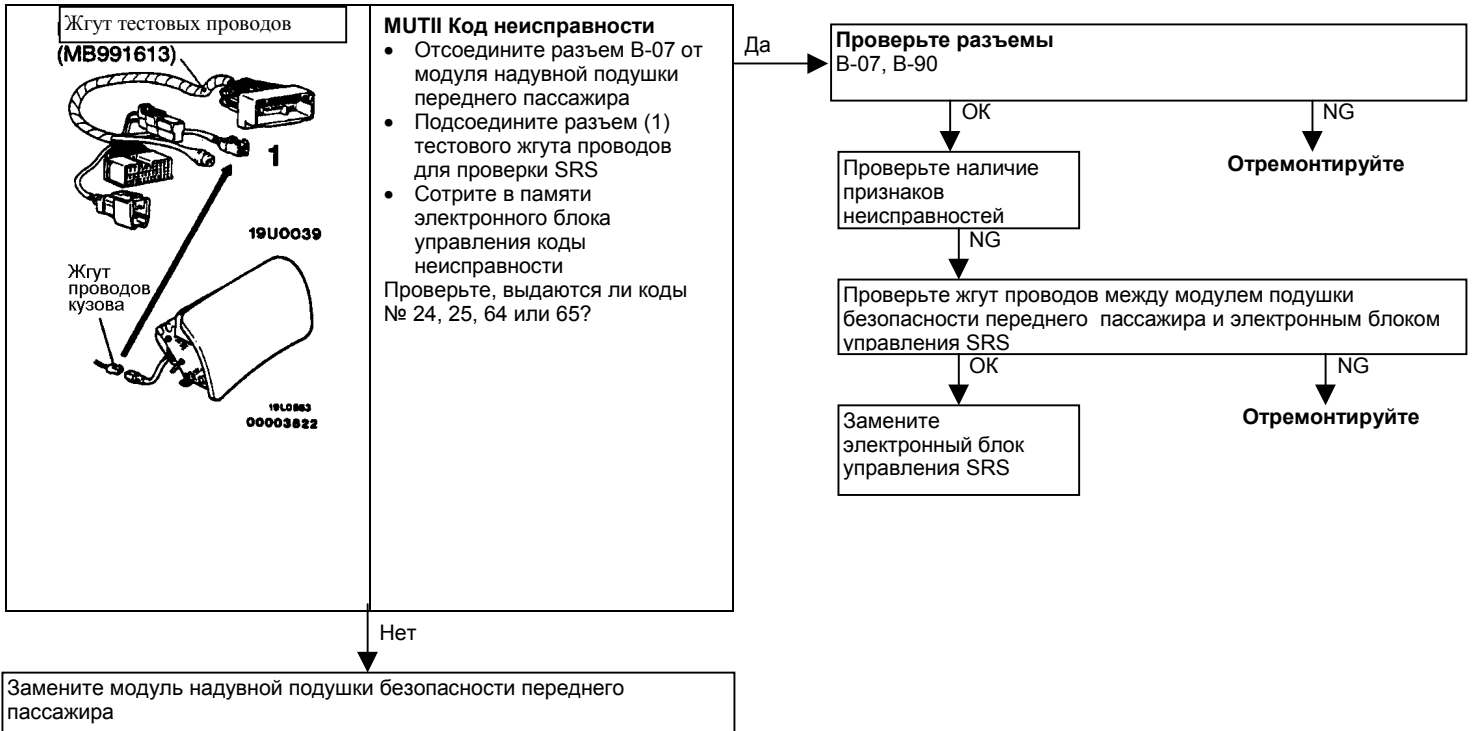 Жгут тестовых проводов
(MB991613)
1
19U0039
Жгут
проводов
кузова
19L0563
00003822
MUTII Код неисправности
• Отсоедините разъем В-07 от
модуля надувной подушки
переднего пассажира
• Подсоедините разъем (1)
тестового жгута проводов
для проверки SRS
• Сотрите в памяти
электронного блока
управления коды
неисправности
Проверьте, выдаются ли коды
№ 24, 25, 64 или 65?
Да
Проверьте разъемы
В-07, В-90
ОК
NG
Проверьте наличие
признаков
неисправностей
Отремонтируйте
NG
Проверьте жгут проводов между модулем подушки
безопасности переднего пассажира и электронным блоком
управления SRS
ОК
NG
Замените
электронный блок
управления SRS
Отремонтируйте
Нет
Замените модуль надувной подушки безопасности переднего
пассажира